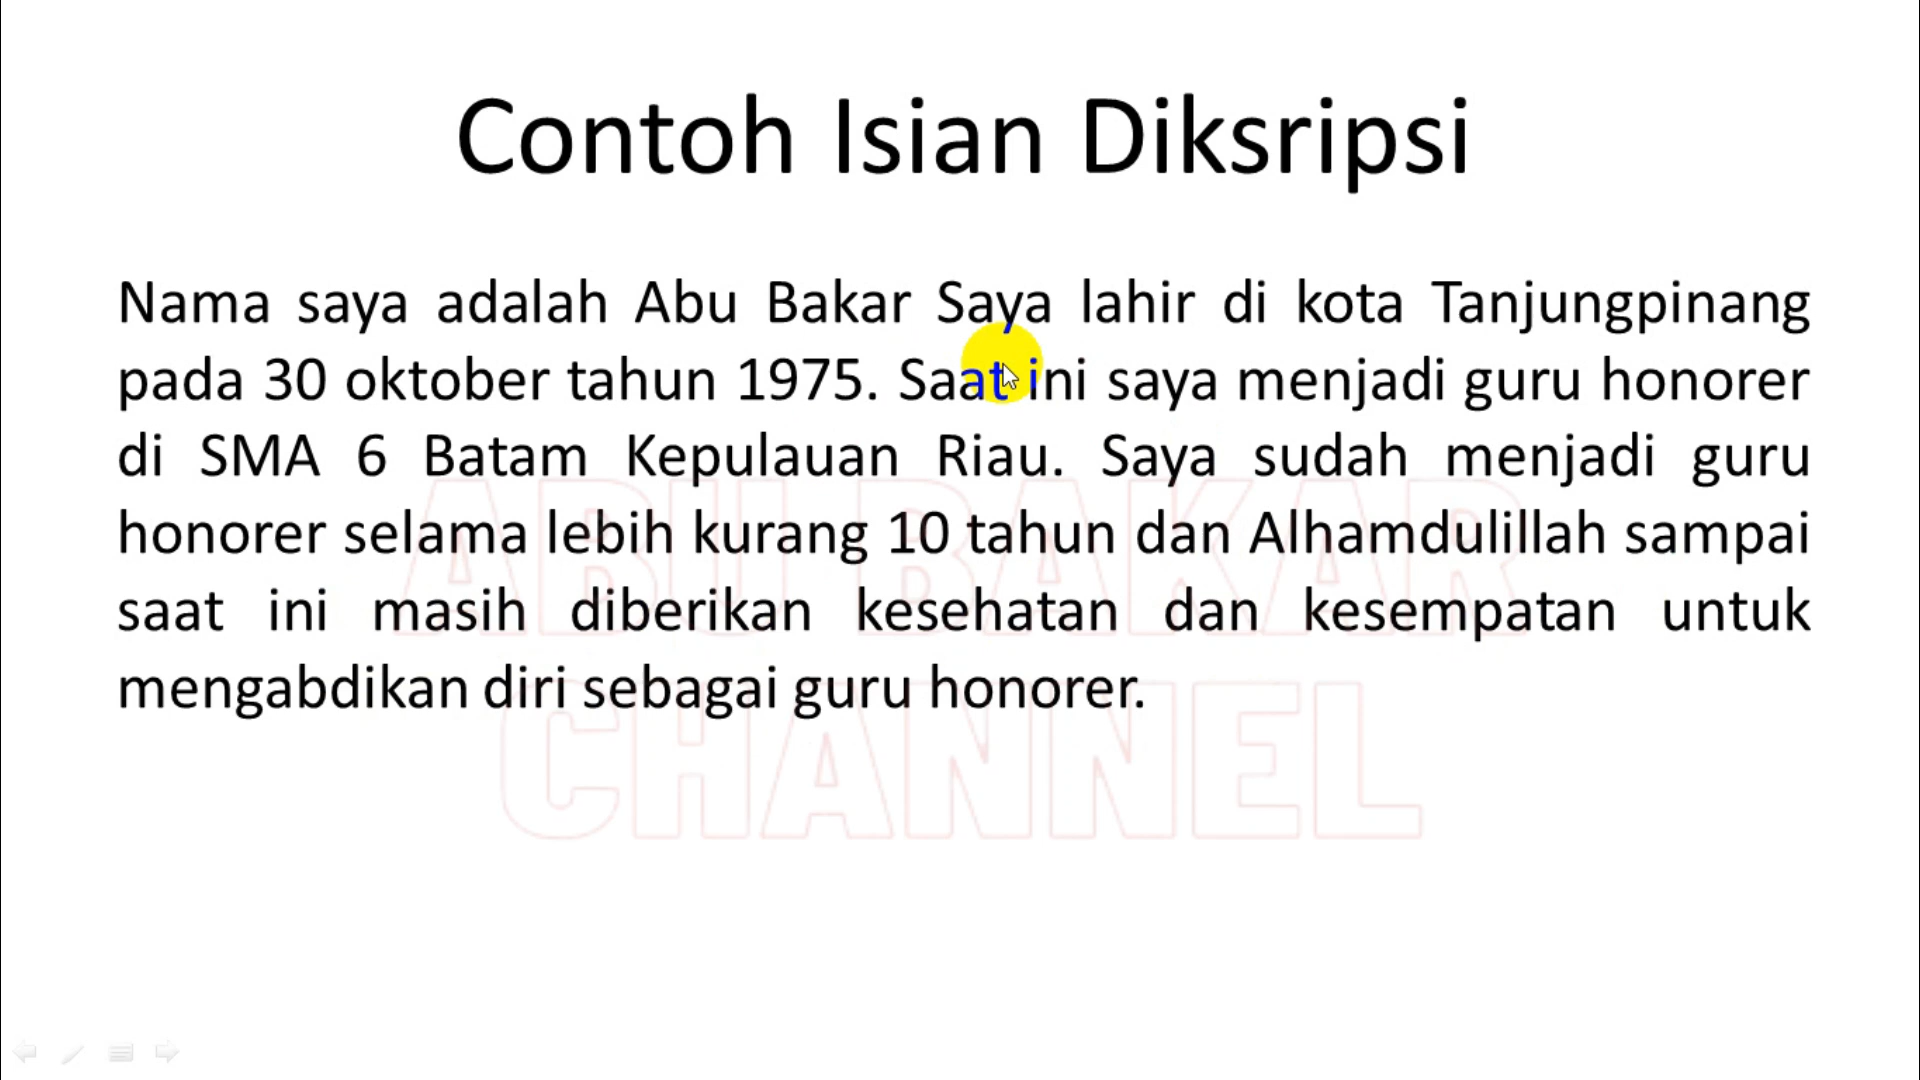 Contoh Isian Diksripsi
Nama saya adalah Abu Bakar Saya lahir di kota Tanjungpinang
pada 30 oktober tahun 1975. Saat ini saya menjadi guru honorer
di SMA 6 Batam Kepulauan Riau. Saya sudah menjadi guru
honorer selama lebih kurang 10 tahun dan Alhamdulillah sampai
saat ini masih diberikan kesehatan dan kesempatan untuk
mengabdikan diri sebagai guru honorer.
ABU BAKAR
CHANNEL